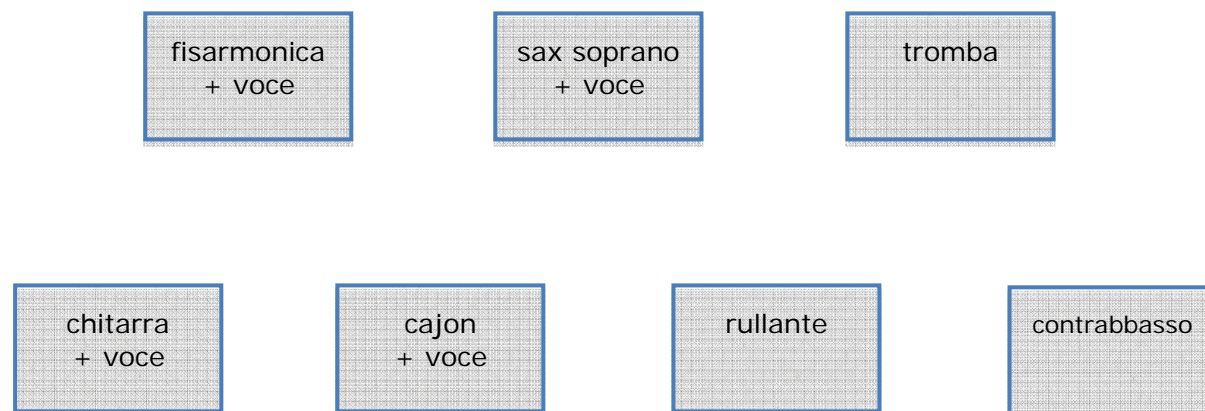 fisarmonica
+ voce
sax soprano
+ voce
tromba
chitarra
+ voce
cajon
+ voce
rullante
contrabbasso